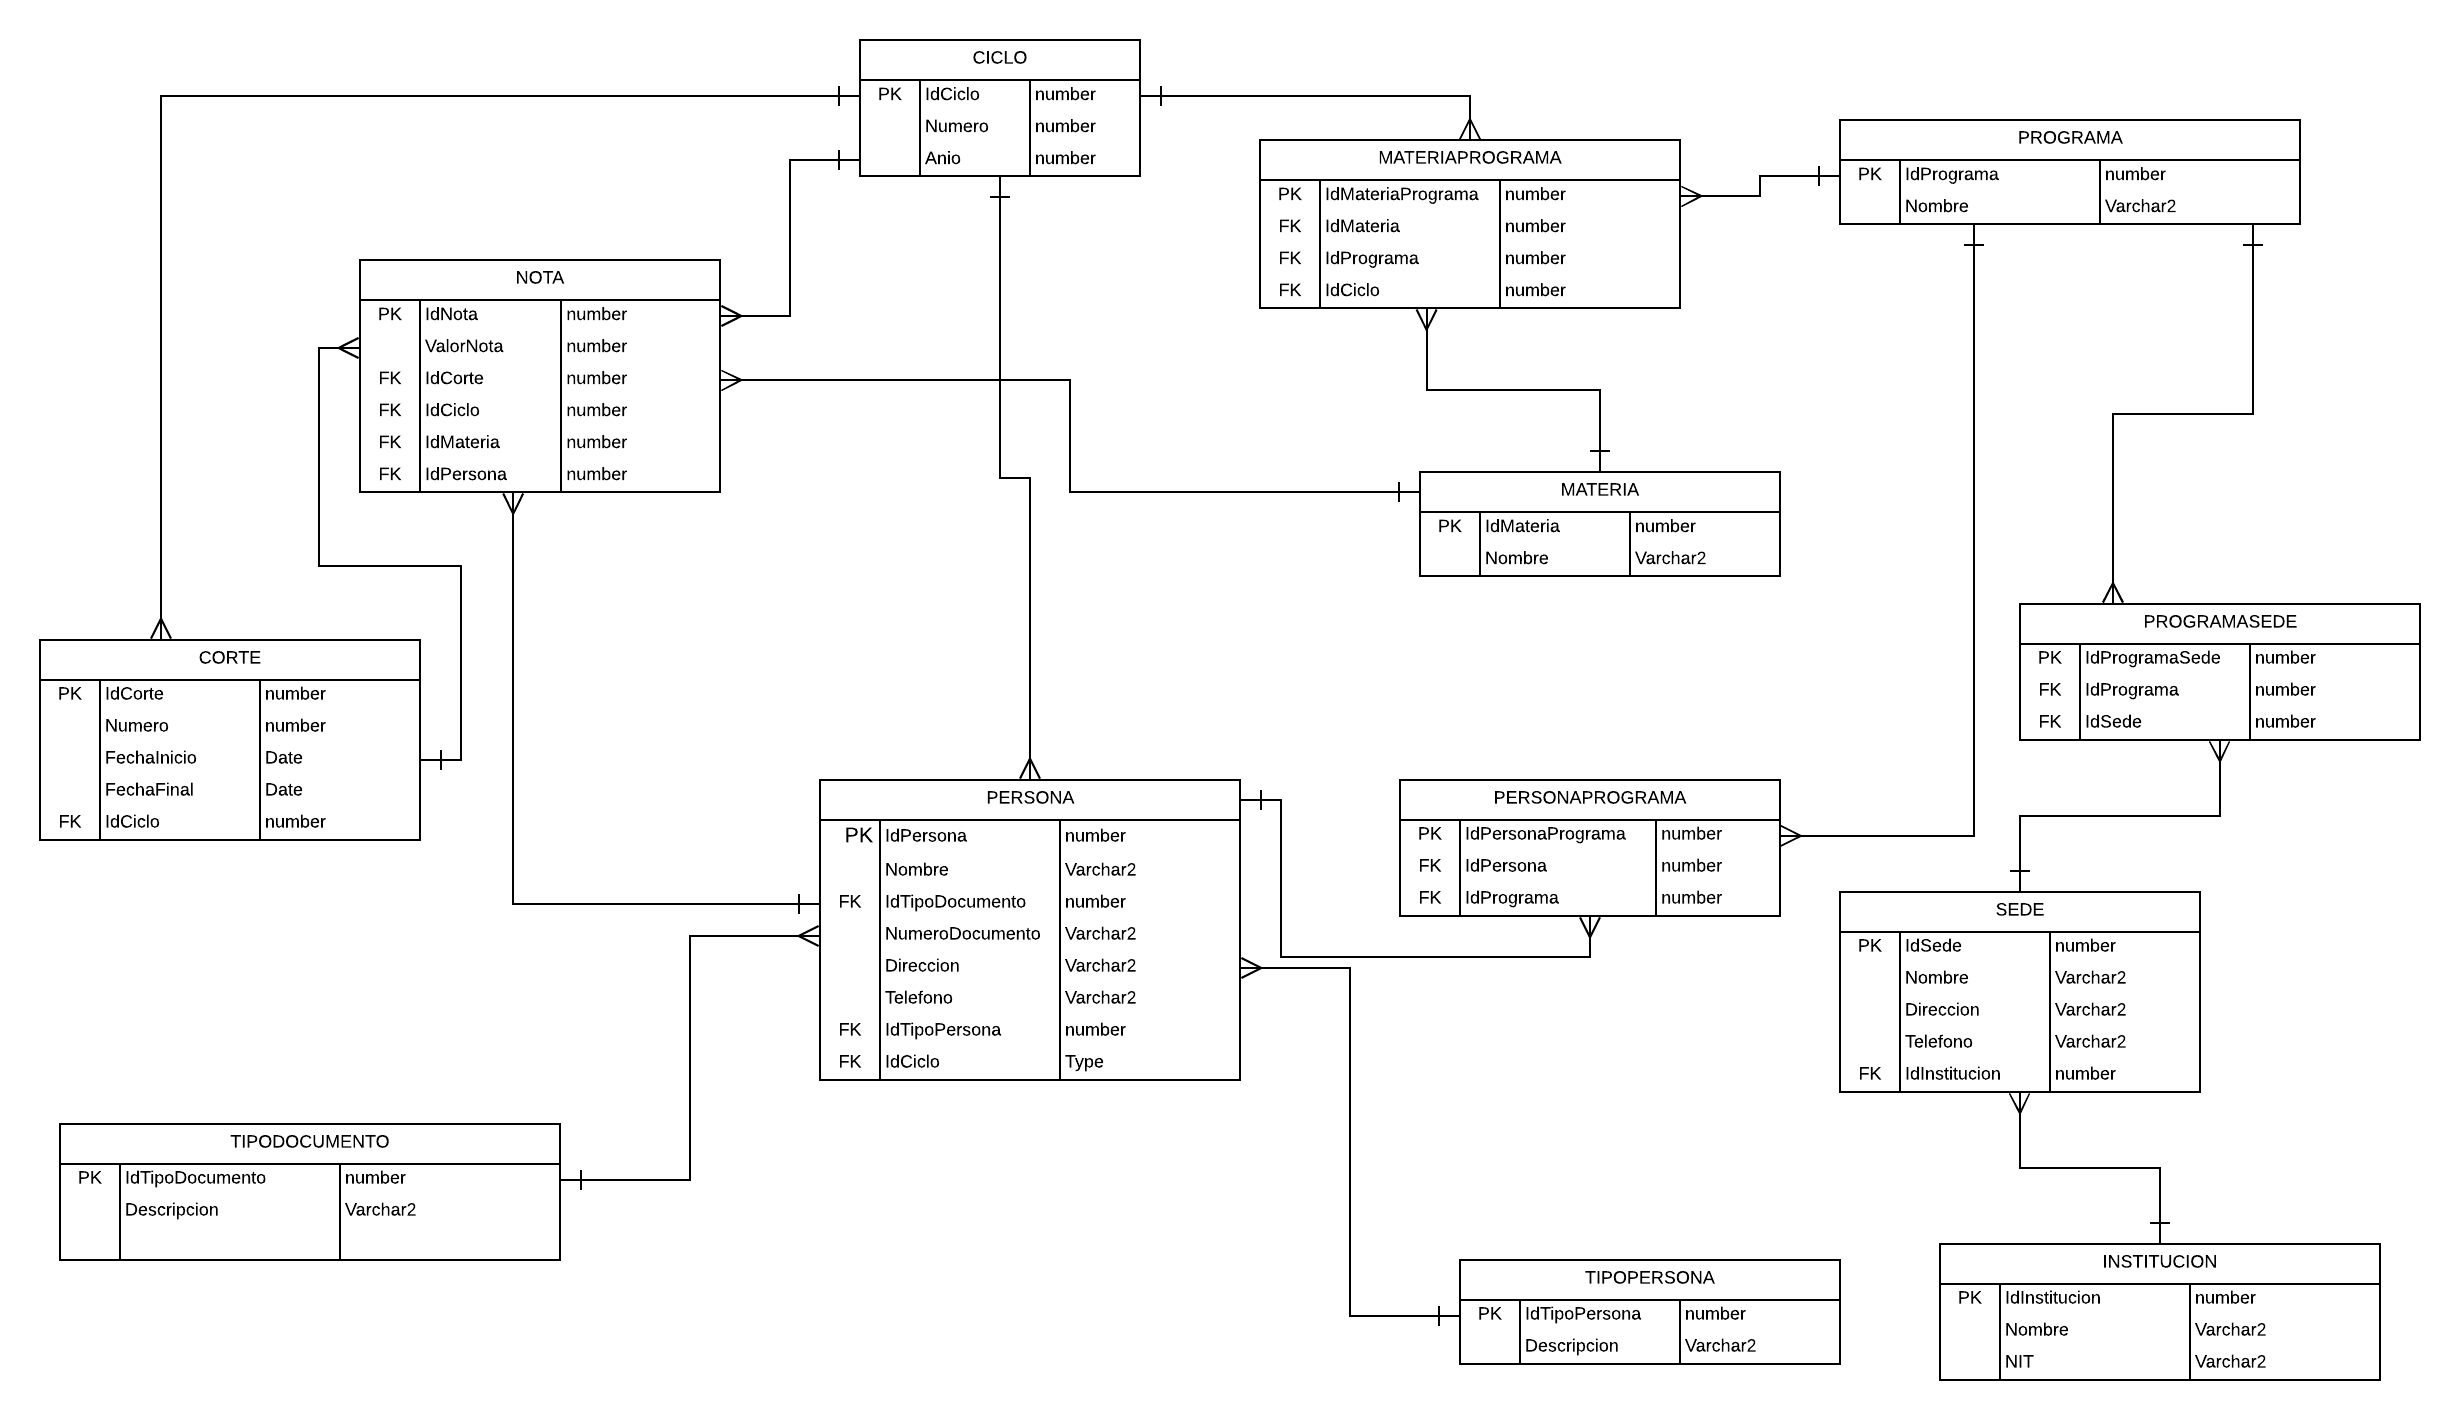 CICLO
PK IdCiclo number
Numero number
Anio number
MATERIAPROGRAMA
PK IdMateriaPrograma number
FK IdMateria number
FK IdPrograma number
FK IdCiclo number
PROGRAMA
PK IdPrograma number
Nombre Varchar2
NOTA
PK IdNota number
ValorNota number
FK IdCorte number
FK IdCiclo number
FK IdMateria number
FK IdPersona number
MATERIA
PK IdMateria number
Nombre Varchar2
PROGRAMASEDE
PK IdProgramaSede number
FK IdPrograma number
FK IdSede number
CORTE
PK IdCorte number
Numero number
FechaInicio Date
FechaFinal Date
FK IdCiclo number
PERSONA
PK IdPersona number
Nombre Varchar2
FK IdTipoDocumento number
NumeroDocumento Varchar2
Direccion Varchar2
Telefono Varchar2
FK IdTipoPersona number
FK IdCiclo Type
PERSONAPROGRAMA
PK IdPersonaPrograma number
FK IdPersona number
FK IdPrograma number
SEDE
PK IdSede number
Nombre Varchar2
Direccion Varchar2
Telefono Varchar2
FK IdInstitucion number
TIPODOCUMENTO
PK IdTipoDocumento number
Descripcion Varchar2
TIPOPERSONA
PK IdTipoPersona number
Descripcion Varchar2
INSTITUCION
PK IdInstitucion number
Nombre Varchar2
NIT Varchar2